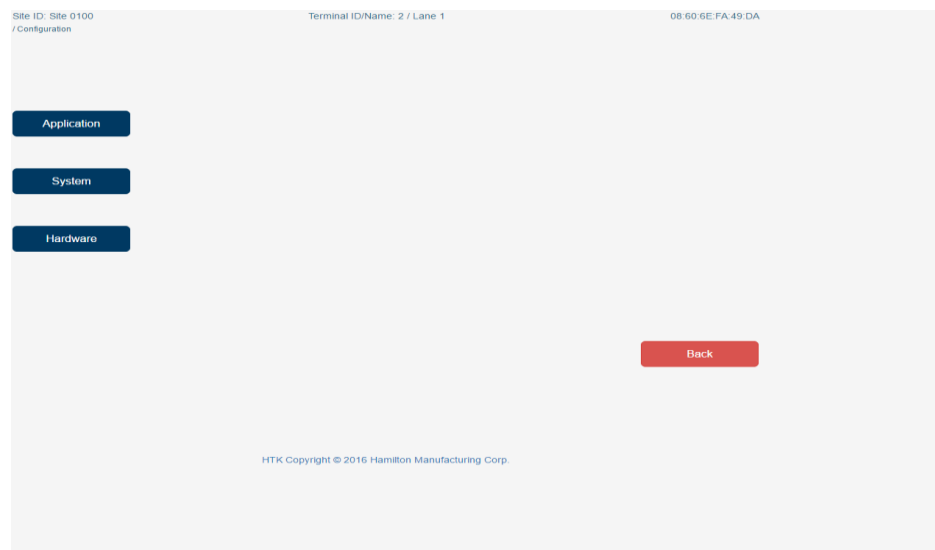 Site ID: Site 0100 Terminal ID/Name: 2 / Lane 1 08:60:6E:FA:49:DA
/ Configuration
Application
System
Hardware
Back
HTK Copyright © 2016 Hamilton Manufacturing Corp.